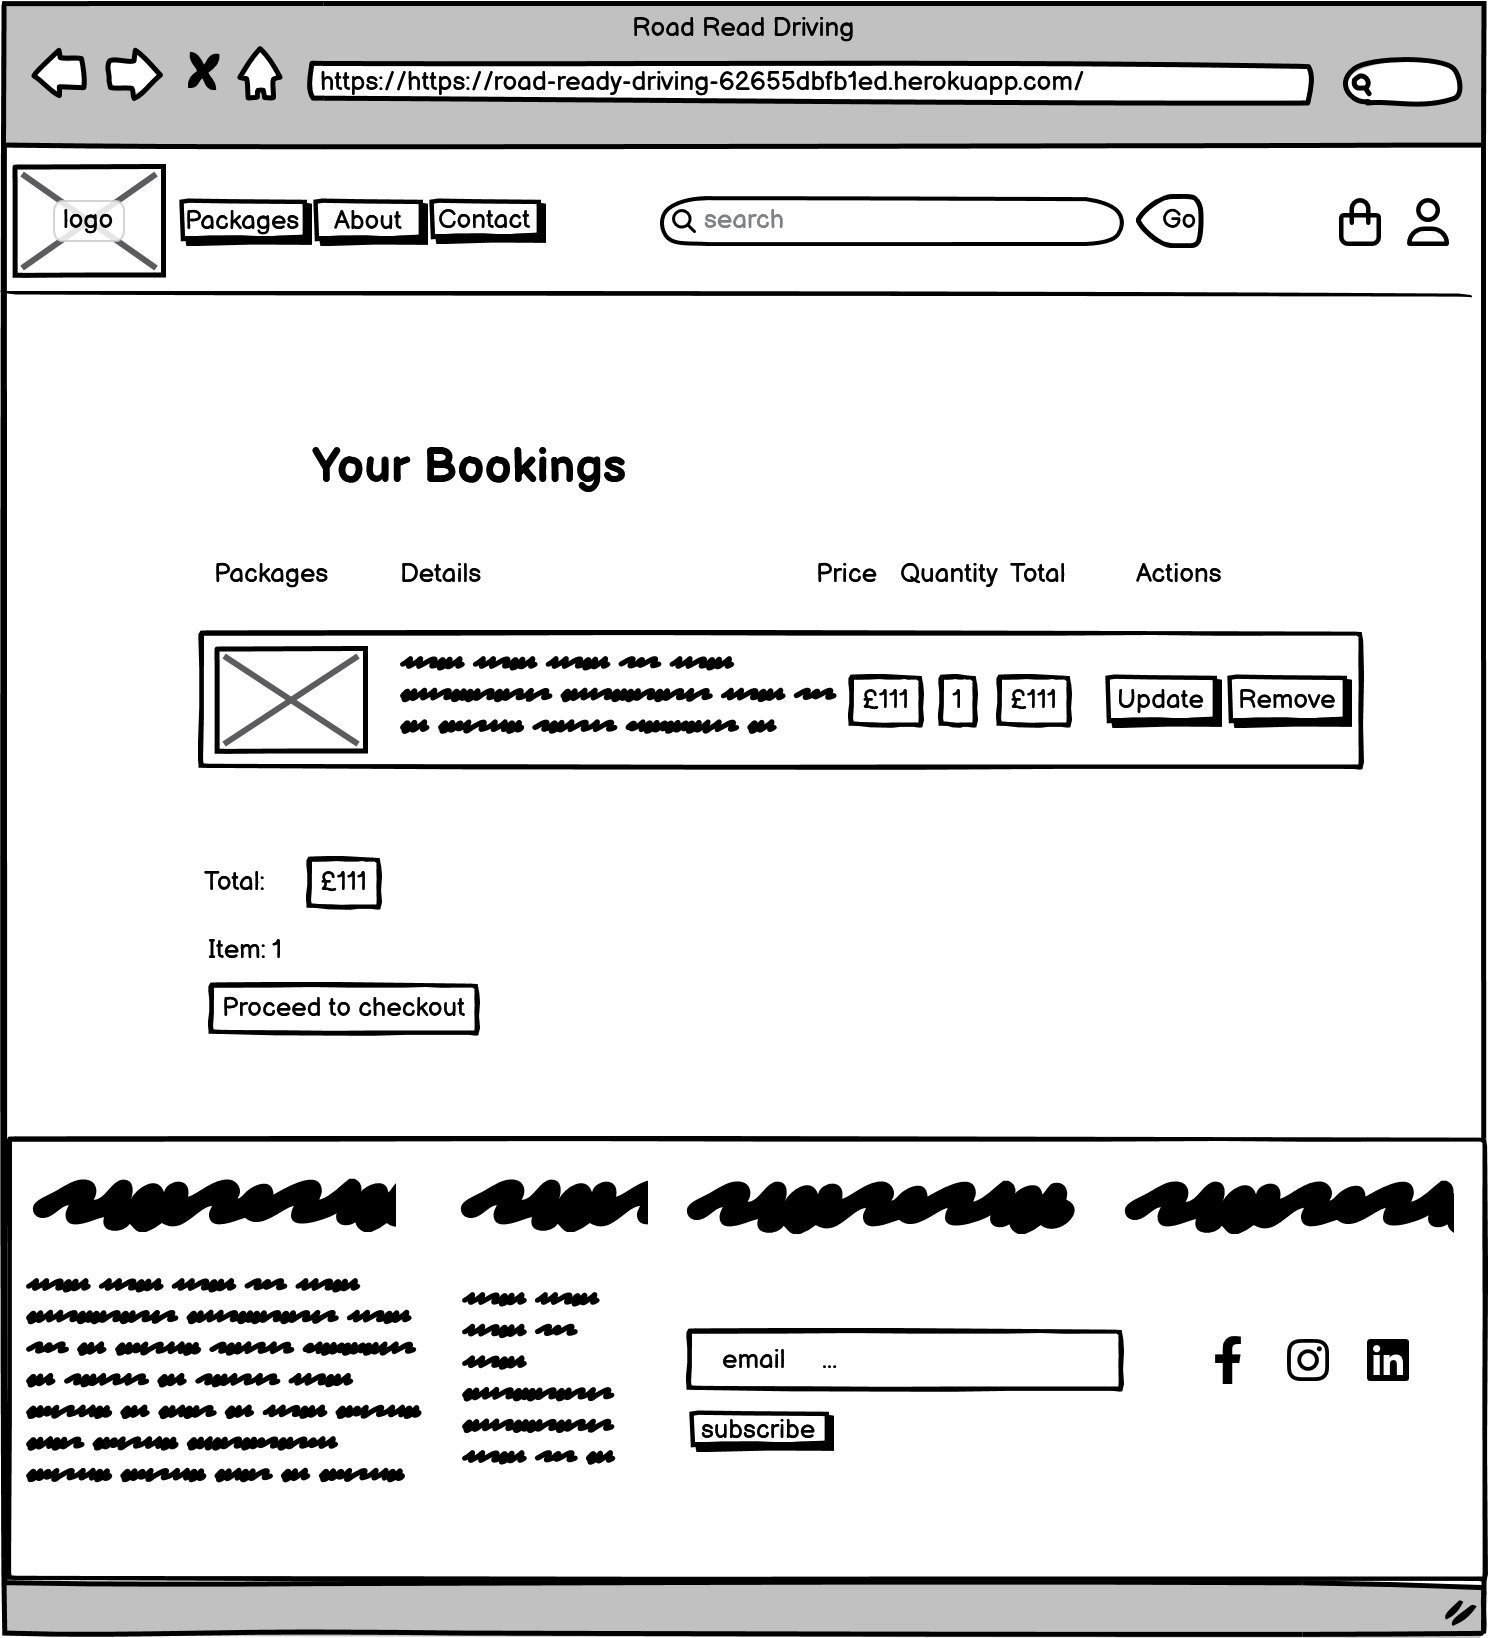 Road Read Driving
https://https://road-ready-driving-62655dbfb1ed.herokuapp.com/
logo Packages About Contact search Go
Your Bookings
Packages Details Price Quantity Total Actions
£111 1 £111 Update Remove
Total: £111
Item: 1
Proceed to checkout
email ...
subscribe